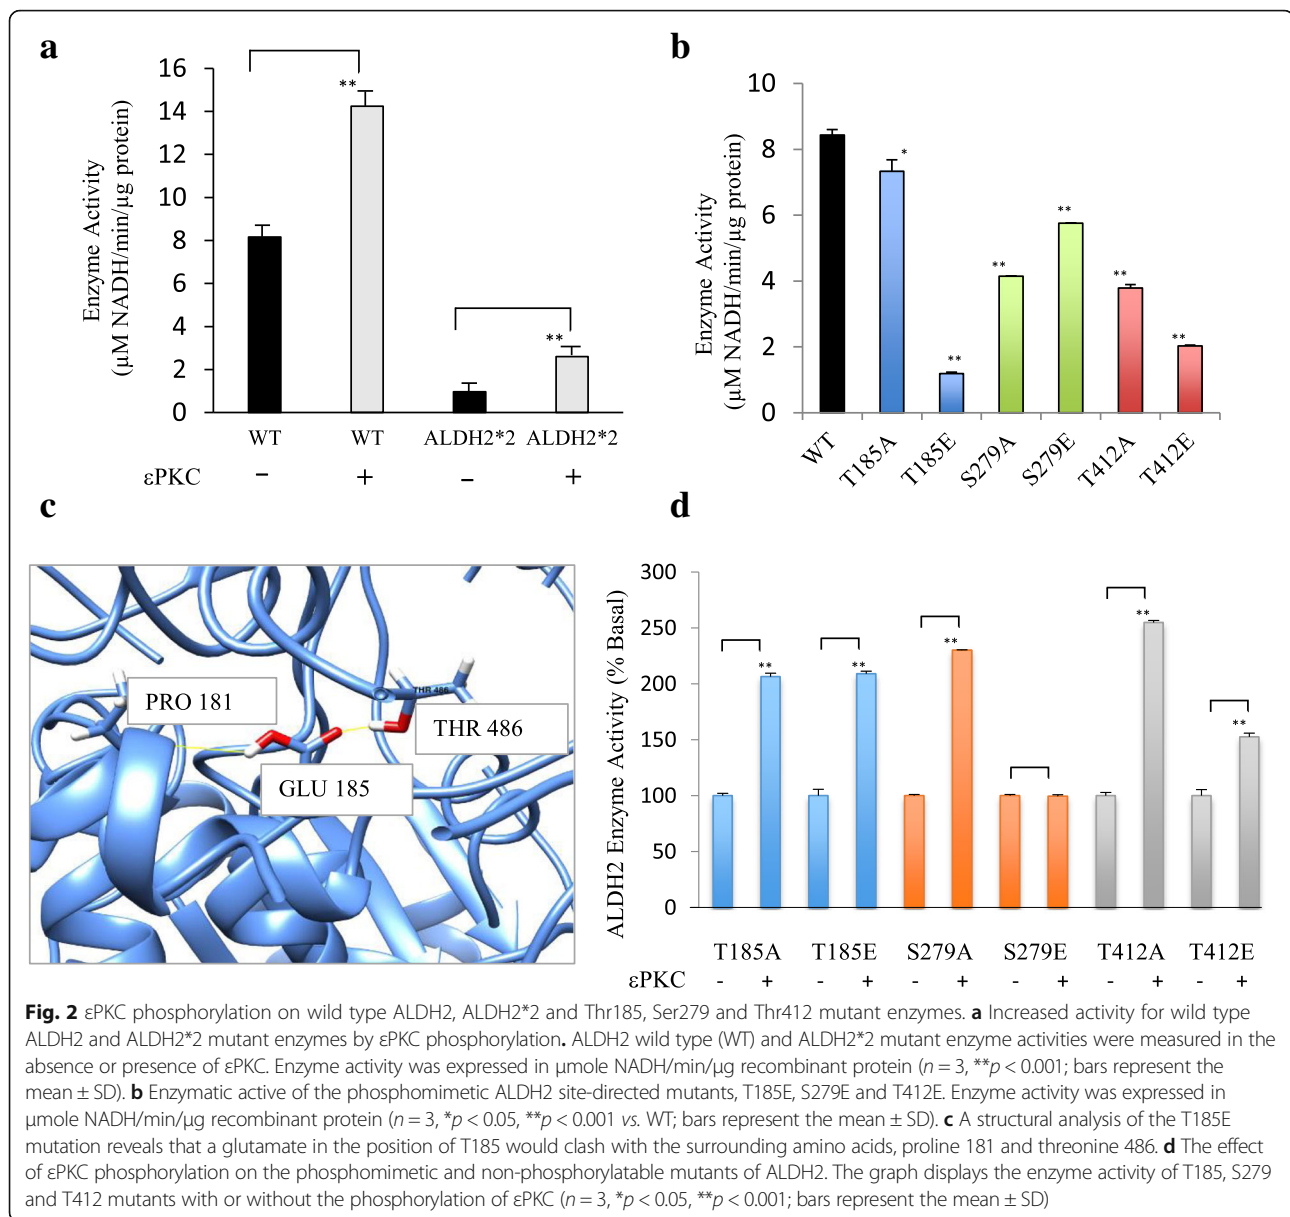 a
16
14
12
10
8
6
4
2
0
Enzyme Activity
(µM NADH/min/µg protein)
**
**
WT
WT
ALDH2*2
ALDH2*2
εPKC
–
+
–
+
b
10
8
6
4
2
0
Enzyme Activity
(µM NADH/min/µg protein)
*
**
**
**
**
**
WT
T185A
T185E
S279A
S279E
T412A
T412E
c
PRO 181
THR 486
THR 486
GLU 185
d
300
250
200
150
100
50
0
ALDH2 Enzyme Activity (% Basal)
**
**
**
**
**
T185A
T185E
S279A
S279E
T412A
T412E
εPKC
- + - + - + - + - + - +
Fig. 2 εPKC phosphorylation on wild type ALDH2, ALDH2*2 and Thr185, Ser279 and Thr412 mutant enzymes. a Increased activity for wild type
ALDH2 and ALDH2*2 mutant enzymes by εPKC phosphorylation. ALDH2 wild type (WT) and ALDH2*2 mutant enzyme activities were measured in the
absence or presence of εPKC. Enzyme activity was expressed in µmole NADH/min/µg recombinant protein (n = 3, **p < 0.001; bars represent the
mean ± SD). b Enzymatic active of the phosphomimetic ALDH2 site-directed mutants, T185E, S279E and T412E. Enzyme activity was expressed in
µmole NADH/min/µg recombinant protein (n = 3, *p < 0.05, **p < 0.001 vs. WT; bars represent the mean ± SD). c A structural analysis of the T185E
mutation reveals that a glutamate in the position of T185 would clash with the surrounding amino acids, proline 181 and threonine 486. d The effect
of εPKC phosphorylation on the phosphomimetic and non-phosphorylatable mutants of ALDH2. The graph displays the enzyme activity of T185, S279
and T412 mutants with or without the phosphorylation of εPKC (n = 3, *p < 0.05, **p < 0.001; bars represent the mean ± SD)